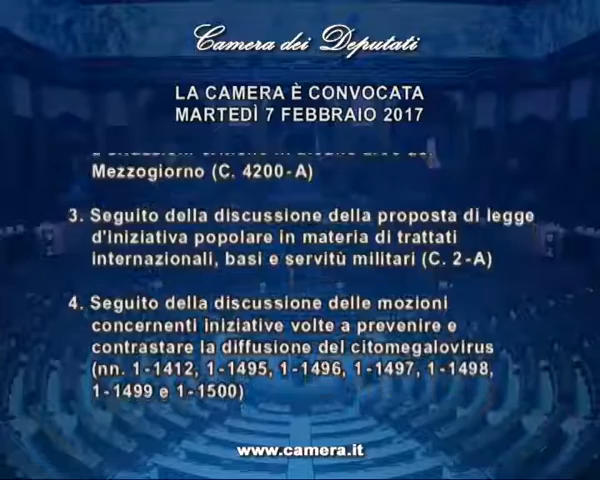 Camera dei Deputati
LA CAMERA È CONVOCATA
MARTEDÌ 7 FEBBRAIO 2017
Mezzogiorno (C. 4200-A)
3. Seguito della discussione della proposta di legge
d'iniziativa popolare in materia di trattati
internazionali, basi e servitù militari (C. 2-A)
4. Seguito della discussione delle mozioni
concernenti iniziative volte a prevenire e
contrastare la diffusione del citomegalovirus
(nn. 1-1412, 1-1495, 1-1496, 1-1497, 1-1498,
1-1499 e 1-1500)
www.camera.it